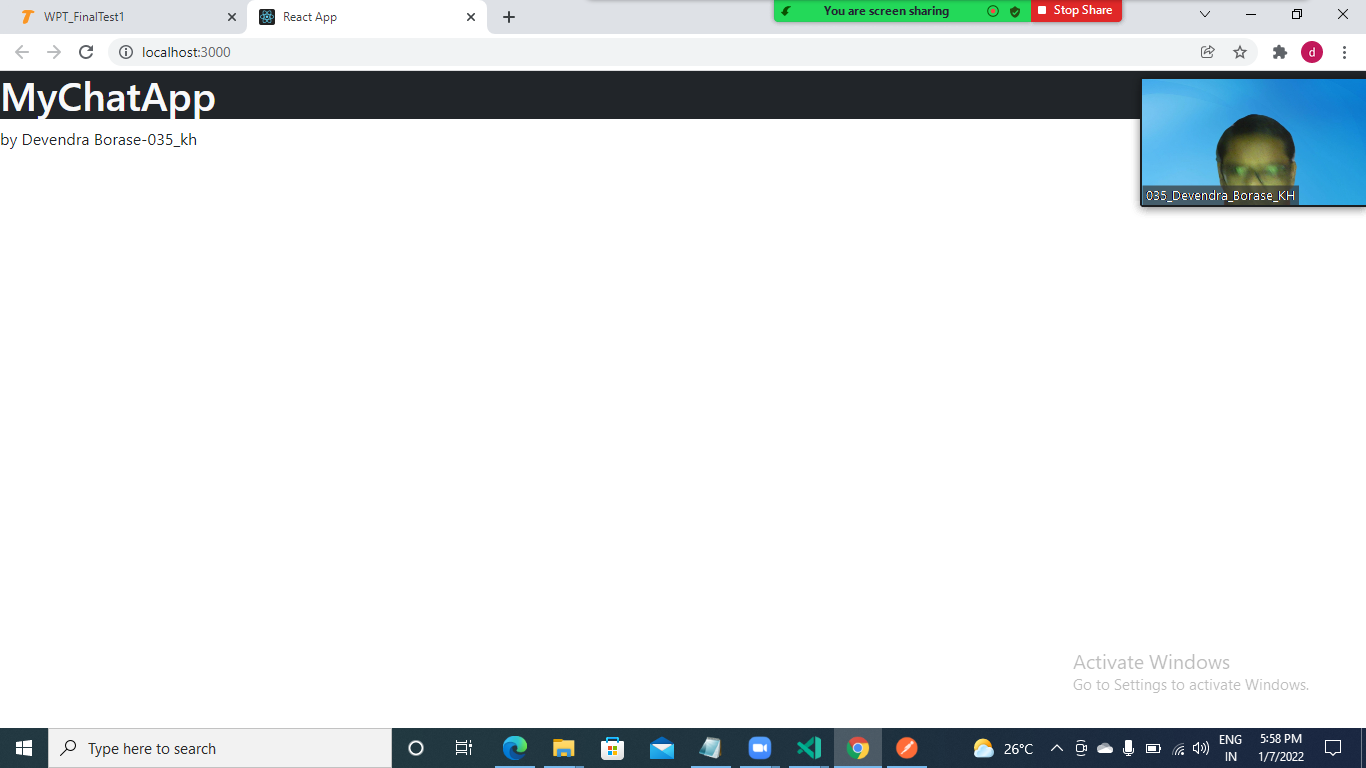 WPT_FinalTest1
React App
You are screen sharing
Stop Share
localhost:3000
d
MyChatApp
by Devendra Borase-035_kh
035_Devendra_Borase_KH
Activate Windows
Go to Settings to activate Windows.
Type here to search
26°C
ENG
IN
5:58 PM
1/7/2022